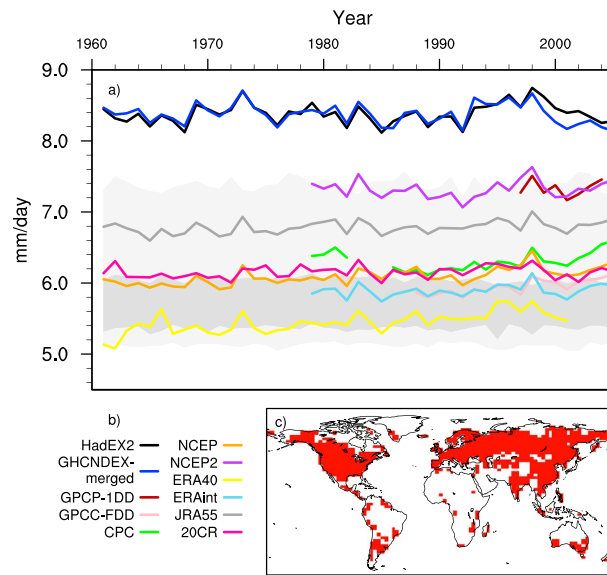 Year
1960 1970 1980 1990 2000
9.0
a)
8.0
7.0
mm/day
6.0
5.0
b)
HadEX2
GHCNDEX-
merged
GPCP-1DD
GPCC-FDD
CPC
NCEP
NCEP2
ERA40
ERAint
JRA55
20CR
c)